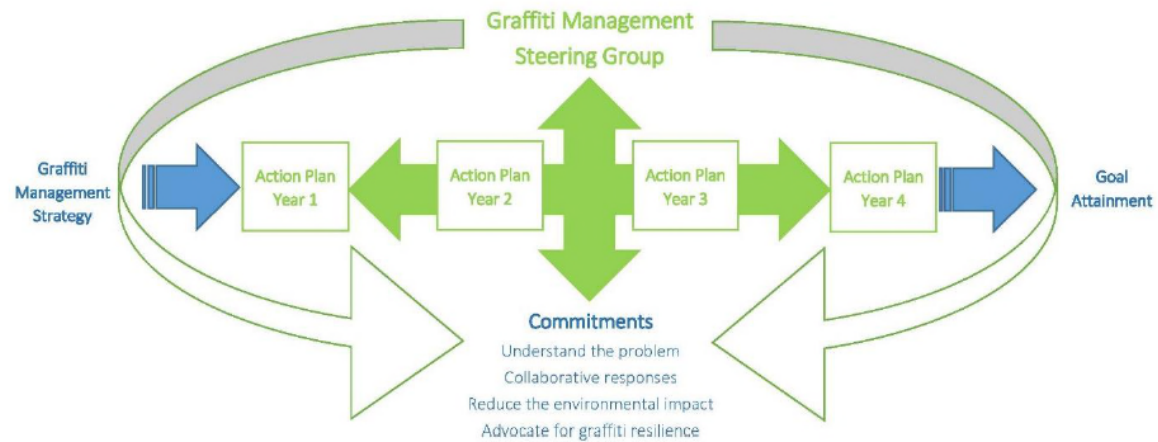 Graffiti Management
Steering Group
Graffiti
Management
Strategy
Action Plan
Year 1
Action Plan
Year 2
Action Plan
Year 3
Action Plan
Year 4
Goal
Attainment
Commitments
Understand the problem
Collaborative responses
Reduce the environmental impact
Advocate for graffiti resilience